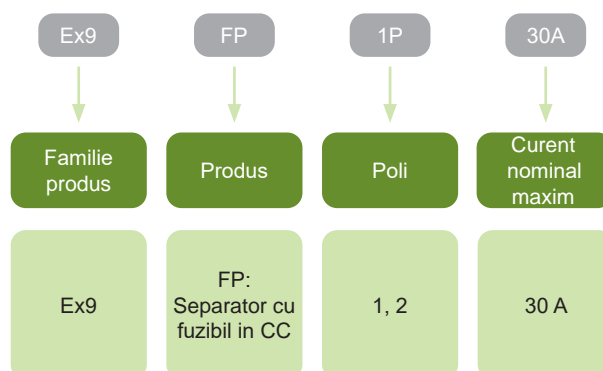 Ex9 FP 1P 30A
Familie produs Produs Poli Curent nominal maxim
Ex9 FP: Separator cu fuzibil in CC 1, 2 30 A